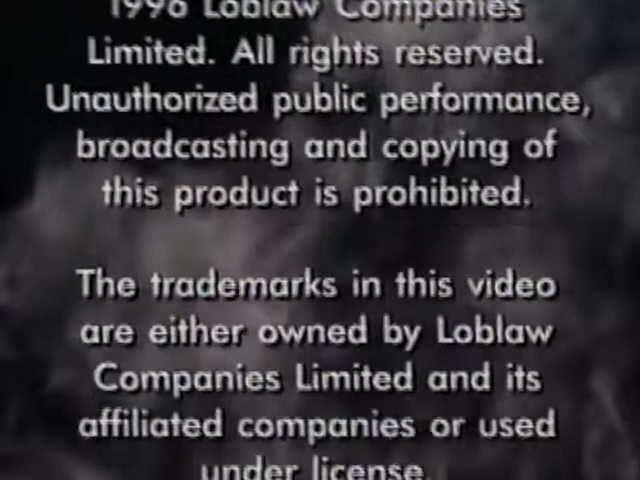 1996 Loblaw Companies
Limited. All rights reserved.
Unauthorized public performance,
broadcasting and copying of
this product is prohibited.
The trademarks in this video
are either owned by Loblaw
Companies Limited and its
affiliated companies or used
under license.